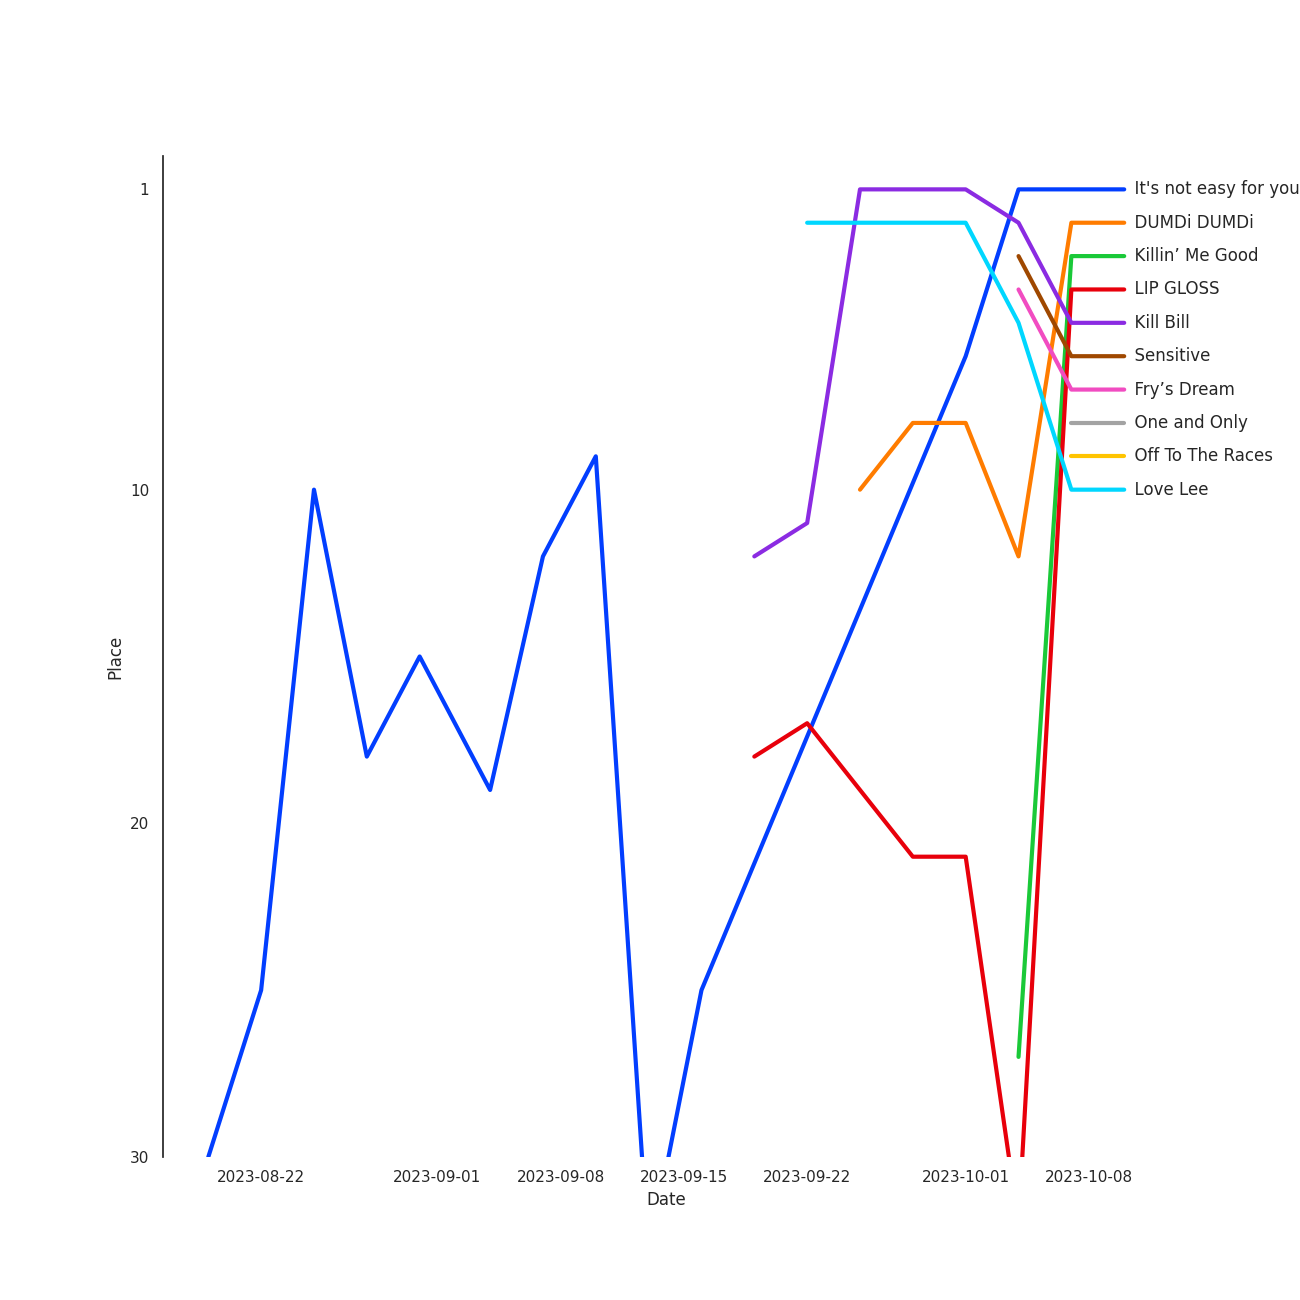 1
10
20
30
Place
It's not easy for you
DUMDi DUMDi
Killin’ Me Good
LIP GLOSS
Kill Bill
Sensitive
Fry’s Dream
One and Only
Off To The Races
Love Lee
2023-08-22
2023-09-01
2023-09-08
2023-09-15
2023-09-22
2023-10-01
2023-10-08
Date